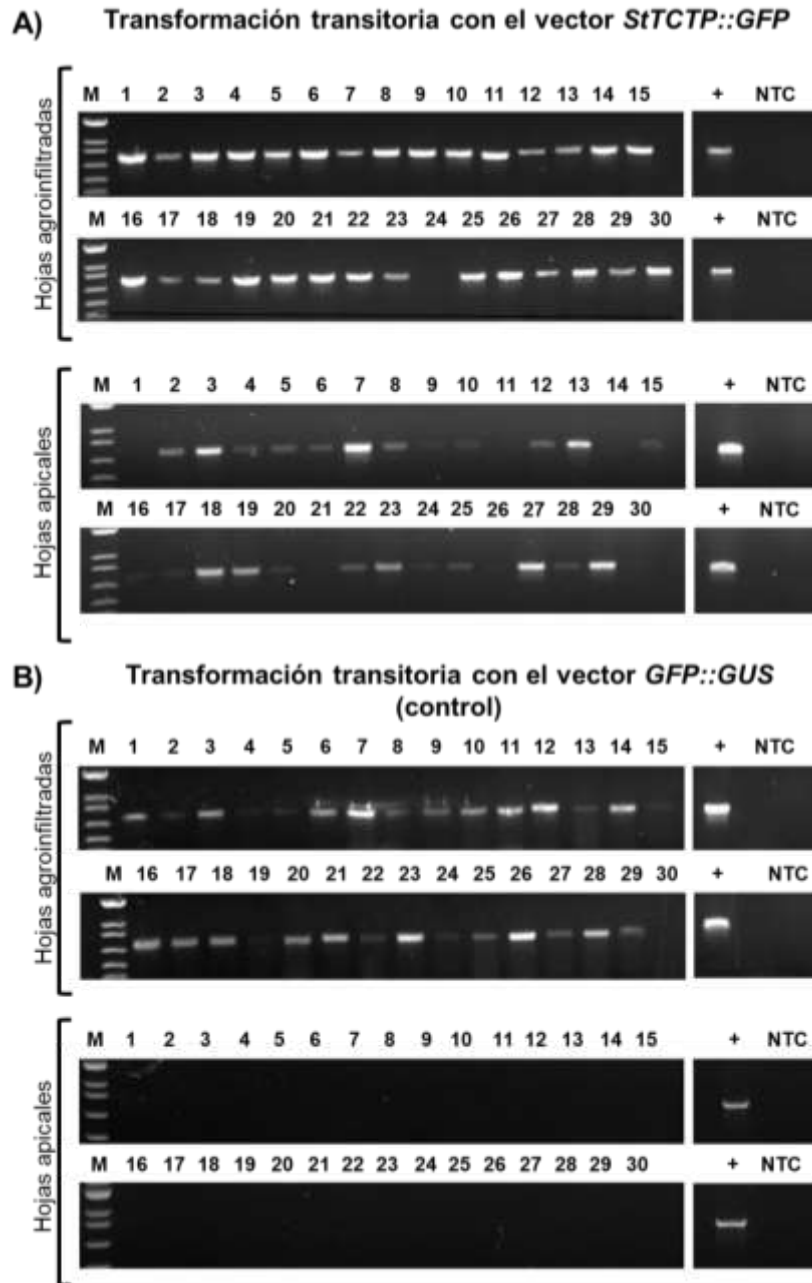 A) Transformación transitoria con el vector StTCTP::GFP
Hojas agroinfiltradas
M 1 2 3 4 5 6 7 8 9 10 11 12 13 14 15 + NTC
M 16 17 18 19 20 21 22 23 24 25 26 27 28 29 30 + NTC
Hojas apicales
M 1 2 3 4 5 6 7 8 9 10 11 12 13 14 15 + NTC
M 16 17 18 19 20 21 22 23 24 25 26 27 28 29 30 + NTC
B) Transformación transitoria con el vector GFP::GUS
(control)
Hojas agroinfiltradas
M 1 2 3 4 5 6 7 8 9 10 11 12 13 14 15 + NTC
M 16 17 18 19 20 21 22 23 24 25 26 27 28 29 30 + NTC
Hojas apicales
M 1 2 3 4 5 6 7 8 9 10 11 12 13 14 15 + NTC
M 16 17 18 19 20 21 22 23 24 25 26 27 28 29 30 + NTC